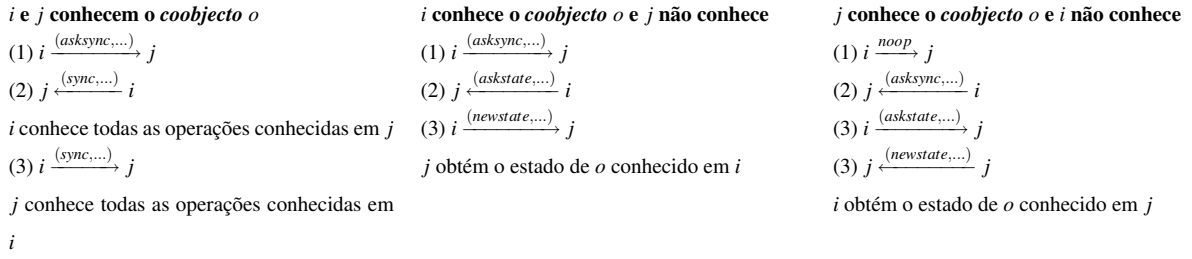 i e j conhecem o coobjecto o
(1) i —(asksync,...)→ j
(2) j ←(sync,...)— i
i conhece todas as operações conhecidas em j
(3) i —(sync,...)→ j
j conhece todas as operações conhecidas em
i
i conhece o coobjecto o e j não conhece
(1) i —(asksync,...)→ j
(2) j ←(askstate,...)— i
(3) i —(newstate,...)→ j
j obtém o estado de o conhecido em i
j conhece o coobjecto o e i não conhece
(1) i —noop→ j
(2) j ←(asksync,...)— i
(3) i —(askstate,...)→ j
(3) j ←(newstate,...)— j
i obtém o estado de o conhecido em j